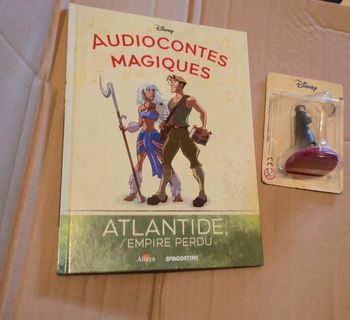 Disney
AUDIOCONTES
MAGIQUES
ATLANTIDE,
L'EMPIRE PERDU
Altaya
DeAGOSTINI
Disney